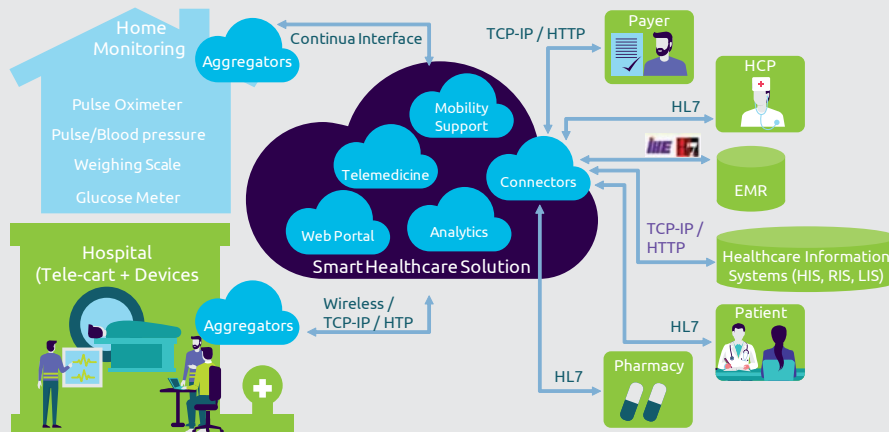 Home
Monitoring
Aggregators
Continua Interface
TCP-IP / HTTP
Payer
HCP
Pulse Oximeter
Pulse/Blood pressure
Weighing Scale
Glucose Meter
Mobility
Support
Telemedicine
Connectors
Web Portal
Analytics
Smart Healthcare Solution
HL7
IHE
EMR
TCP-IP /
HTTP
Healthcare Information
Systems (HIS, RIS, LIS)
Hospital
(Tele-cart + Devices
Aggregators
Wireless /
TCP-IP / HTP
HL7
Patient
HL7
Pharmacy